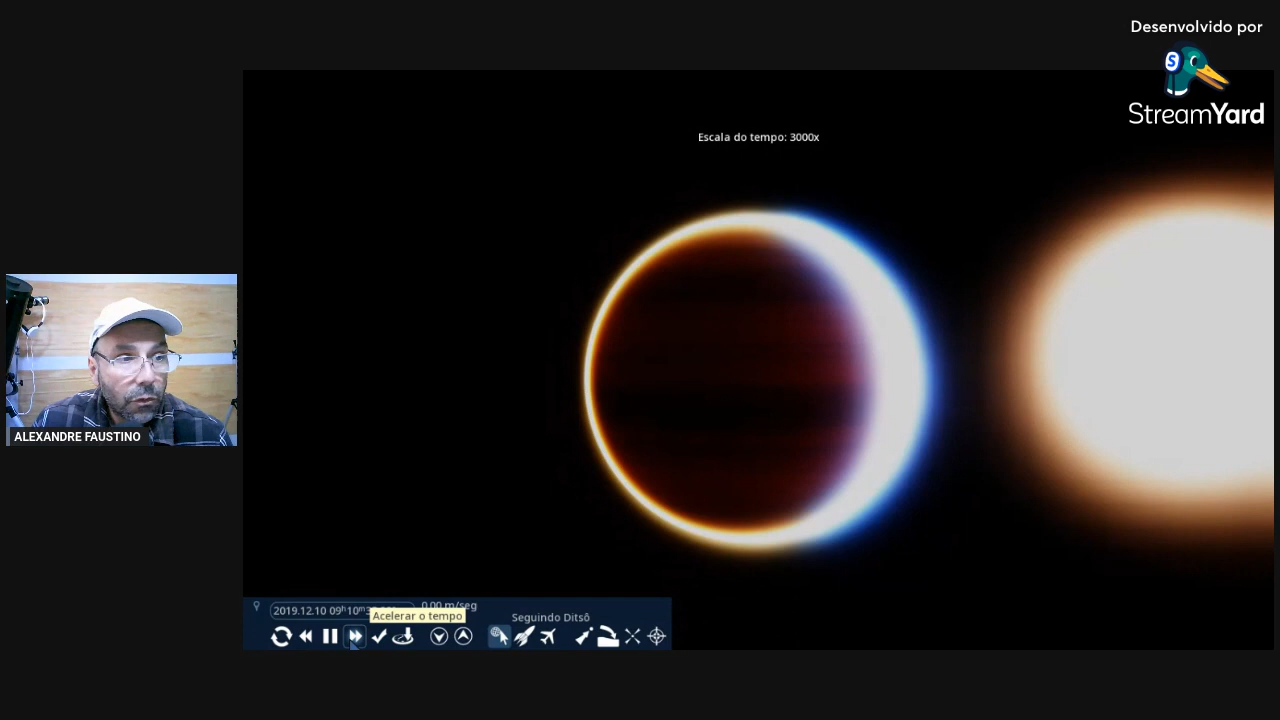 Desenvolvido por
StreamYard
Escala do tempo: 3000x
ALEXANDRE FAUSTINO
2019.12.10 09ʰ10ᵐ
0.00 m/seg
Acelerar o tempo
Seguindo Ditsö